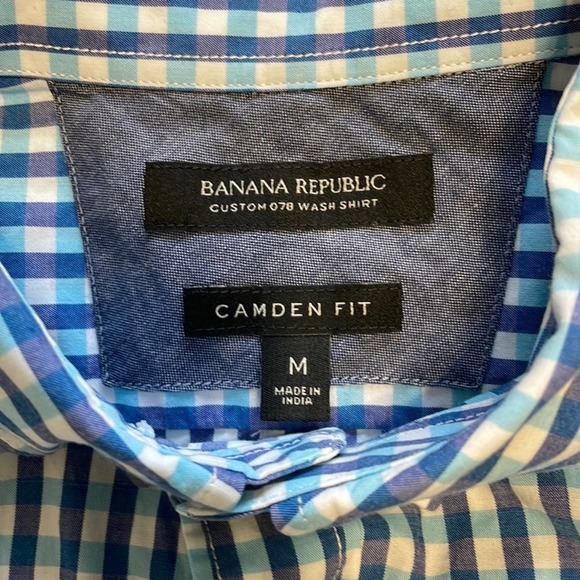 BANANA REPUBLIC
CUSTOM 078 WASH SHIRT
CAMDEN FIT
M
MADE IN
INDIA